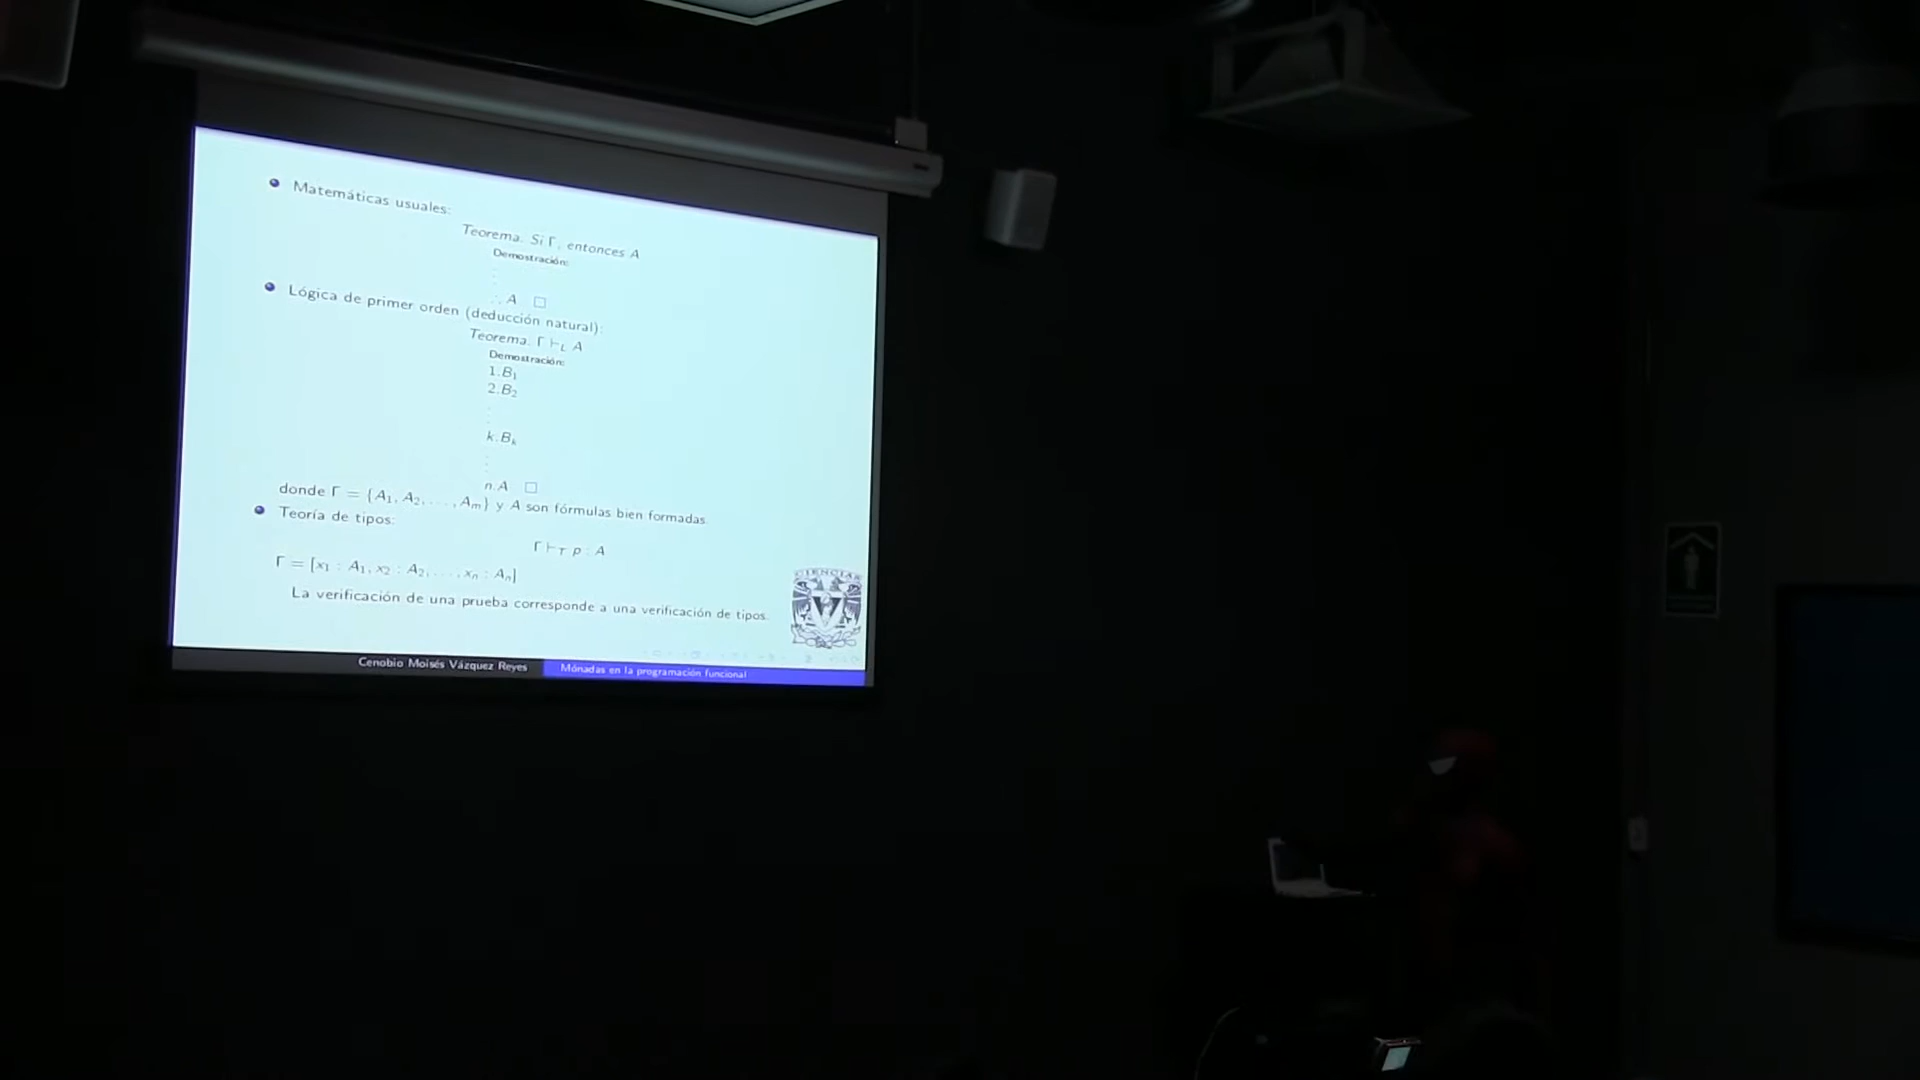 Matemáticas usuales:
Teorema. Si Γ, entonces A
Demostración:
∴ A □
Lógica de primer orden (deducción natural):
Teorema. Γ ⊢L A
Demostración:
1.B1
2.B2
⋮
k.Bk
⋮
n.A □
donde Γ = {A1, A2, . . . , Am} y A son fórmulas bien formadas.
Teoría de tipos:
Γ ⊢T p : A
Γ = [x1 : A1, x2 : A2, . . . , xn : An]
La verificación de una prueba corresponde a una verificación de tipos.
CIENCIAS
Cenobio Moisés Vázquez Reyes
Mónadas en la programación funcional